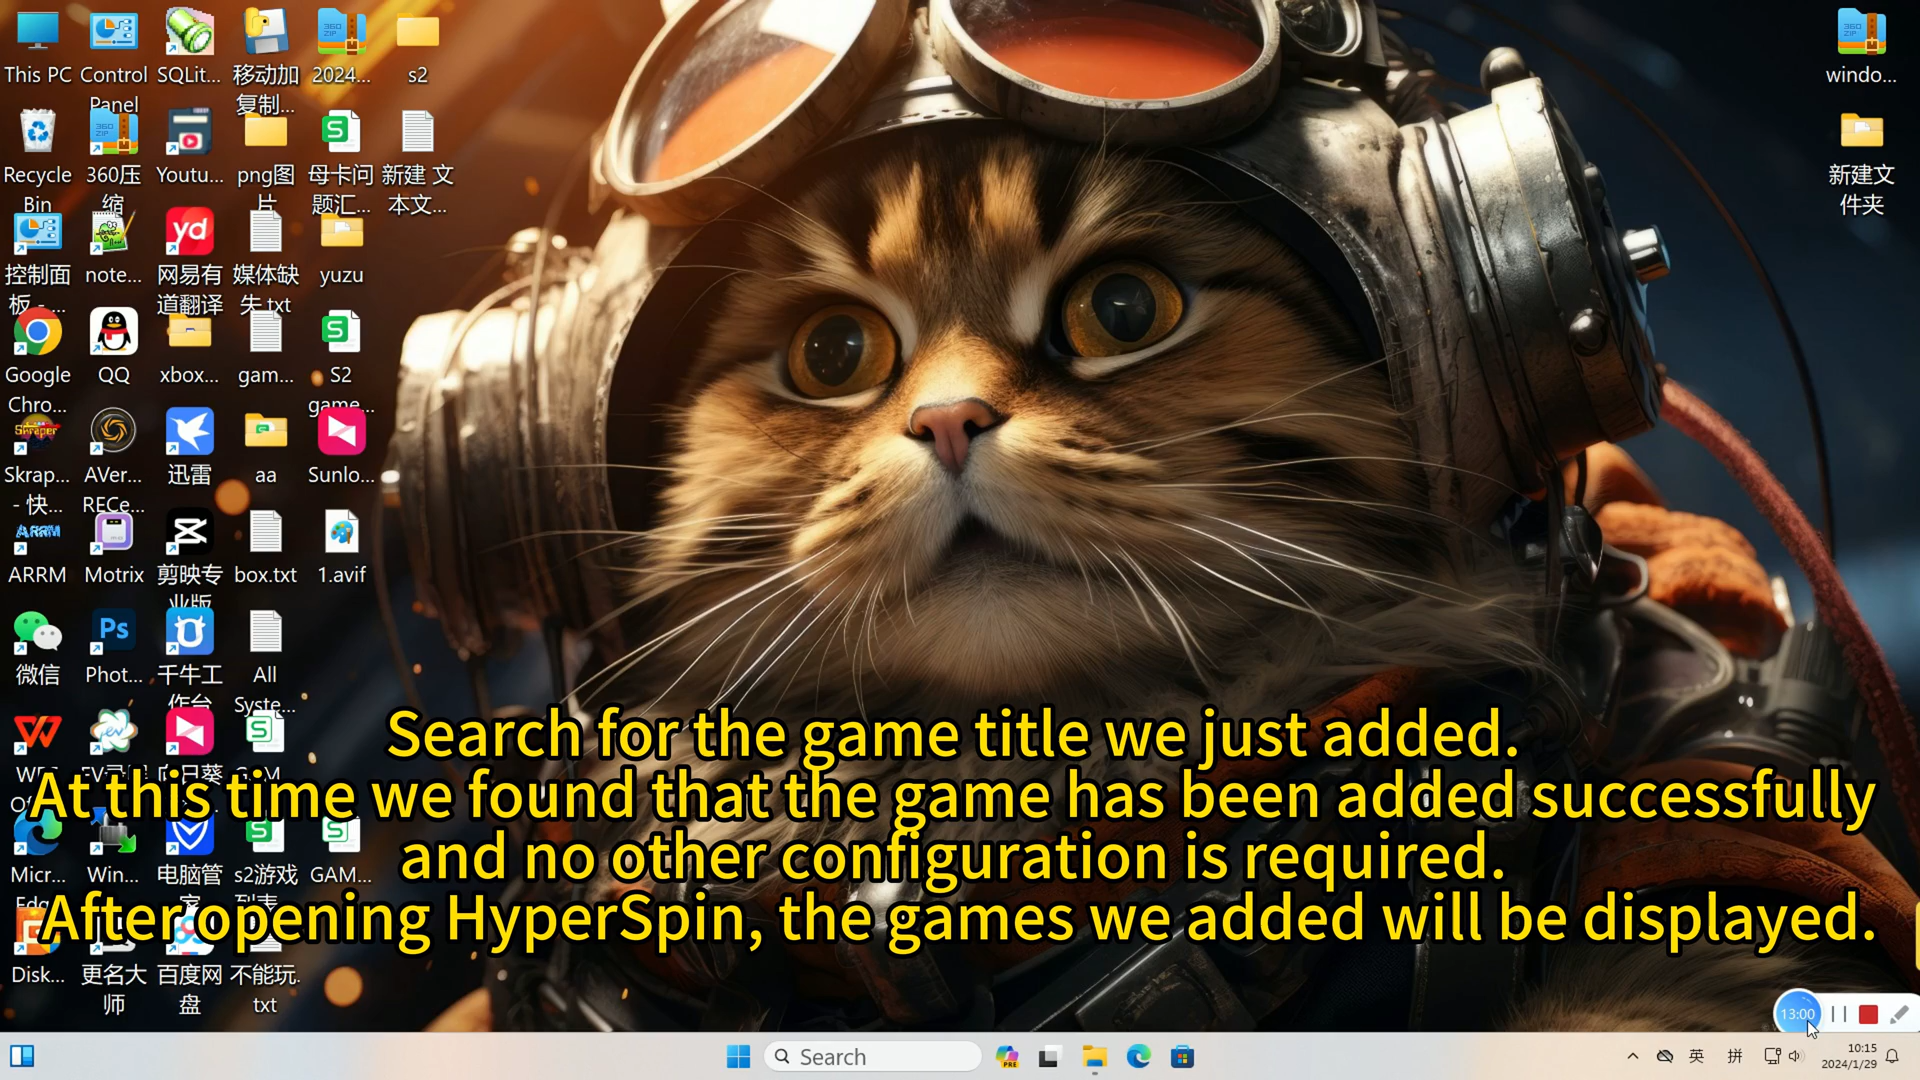 This PC
Control
Panel
SQLit...
移动加
复制...
2024...
s2
windo...
Recycle
Bin
360压
缩
Youtu...
png图
片
母卡问
题汇...
新建 文
本文...
新建文
件夹
控制面
板 - ...
note...
网易有
道翻译
媒体缺
失.txt
yuzu
Google
Chro...
QQ
xbox...
gam...
S2
game...
Skrap...
- 快...
AVer...
RECe...
迅雷
aa
Sunlo...
ARRM
Motrix
剪映专
业版
box.txt
1.avif
微信
Phot...
千牛工
作台
All
Syste...
Search for the game title we just added.
At this time we found that the game has been added successfully
and no other configuration is required.
After opening HyperSpin, the games we added will be displayed.
向日葵
Micr...
Win...
电脑管
家
s2游戏
列表
GAM...
Disk...
更名大
师
百度网
盘
不能玩.
txt
13:00
Search
英
拼
10:15
2024/1/29